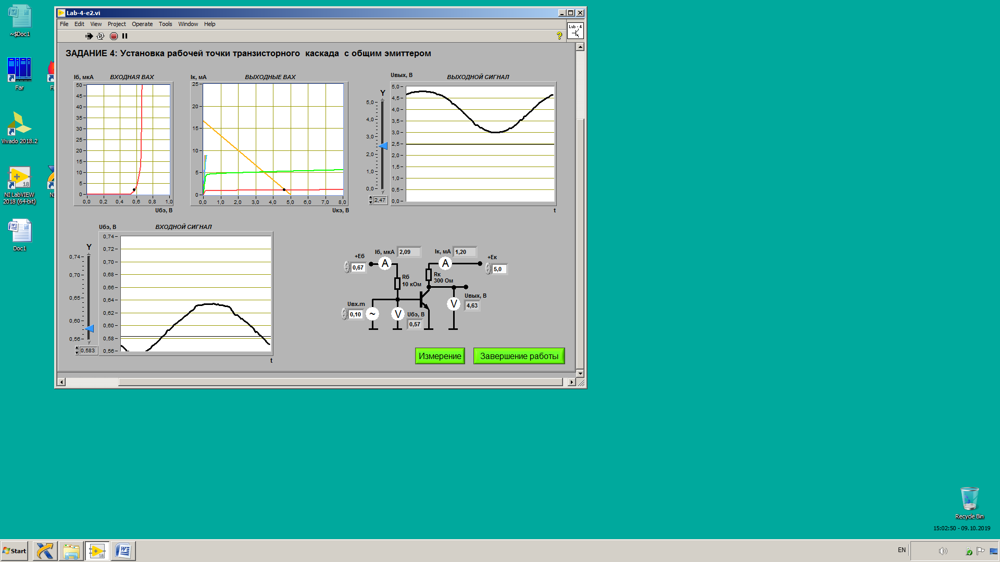 ~$Doc1
Far
Vivado 2018.2
NI LabVIEW
2018 (64-bit)
Doc1
Lab-4-e2.vi
File Edit View Project Operate Tools Window Help
Lab - 4
ЗАДАНИЕ 4: Установка рабочей точки транзисторного каскада с общим эмиттером
Iб, мкА ВХОДНАЯ ВАХ
50
45
40
35
30
25
20
15
10
5
0
0,0 0,2 0,4 0,6 0,8 1,0
Uбэ, В
Iк, мА ВЫХОДНЫЕ ВАХ
25
20
15
10
5
0
0,0 1,0 2,0 3,0 4,0 5,0 6,0 7,0 8,0
Uкэ, В
Y
5,0
4,0
3,0
2,0
1,0
0,0
2,47
Uвых, В ВЫХОДНОЙ СИГНАЛ
5,0
4,5
4,0
3,5
3,0
2,5
2,0
1,5
1,0
0,5
0,0
t
Y
0,74
0,70
0,65
0,60
0,56
0,583
Uбэ, В ВХОДНОЙ СИГНАЛ
0,74
0,72
0,70
0,68
0,66
0,64
0,62
0,60
0,58
0,56
t
Iб, мкА 2,09 Iк, мА 1,20
+Eб +Eк
0,67 A A 5,0
Rк
300 Ом
Rб
10 кОм
Uвх.m 0,10 ~ V Uбэ, В 0,57
V Uвых, В 4,63
Измерение Завершение работы
Recycle Bin
15:02:50 - 09.10.2019
Start
18
EN